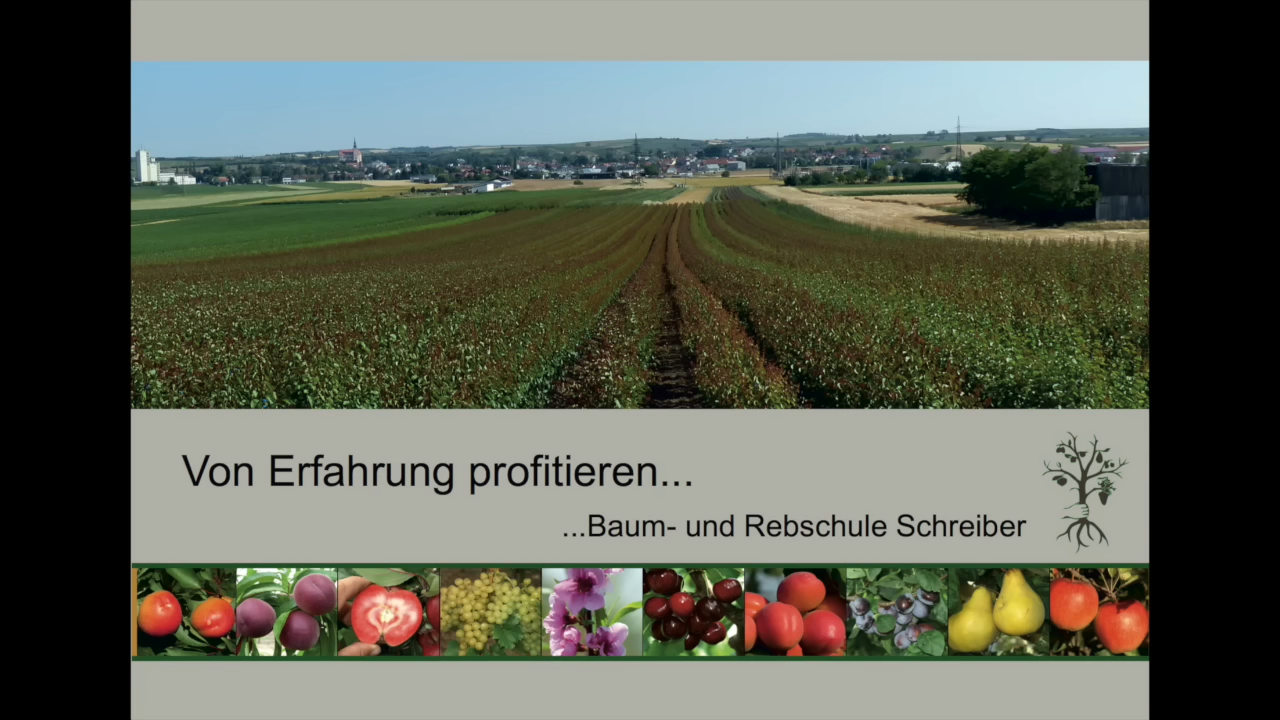 Von Erfahrung profitieren...
...Baum- und Rebschule Schreiber